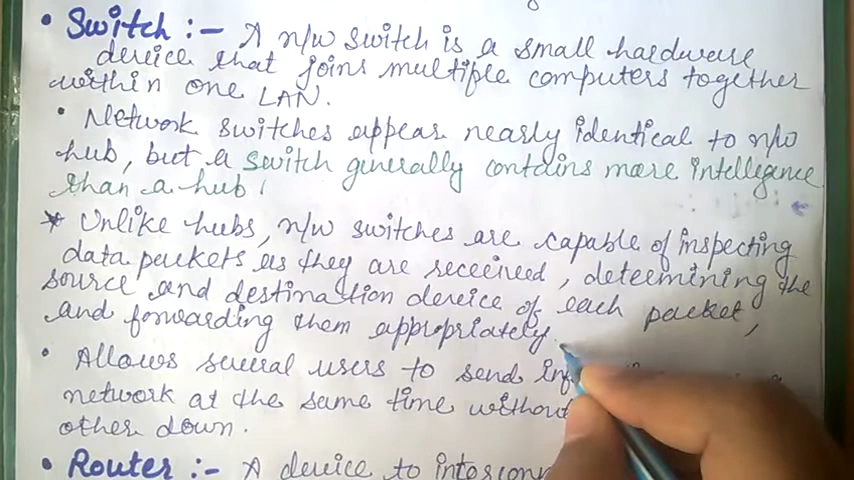 • Switch :- A n/w switch is a small hardware
device that joins multiple computers together
within one LAN.
• Network switches appear nearly identical to n/w
hub, but a switch generally contains more intelligence
than a hub.
* Unlike hubs, n/w switches are capable of inspecting
data packets as they are received, determining the
source and destination device of each packet,
and forwarding them appropriately.
• Allows several users to send
network at the same time without
other down.
• Router :- A device to